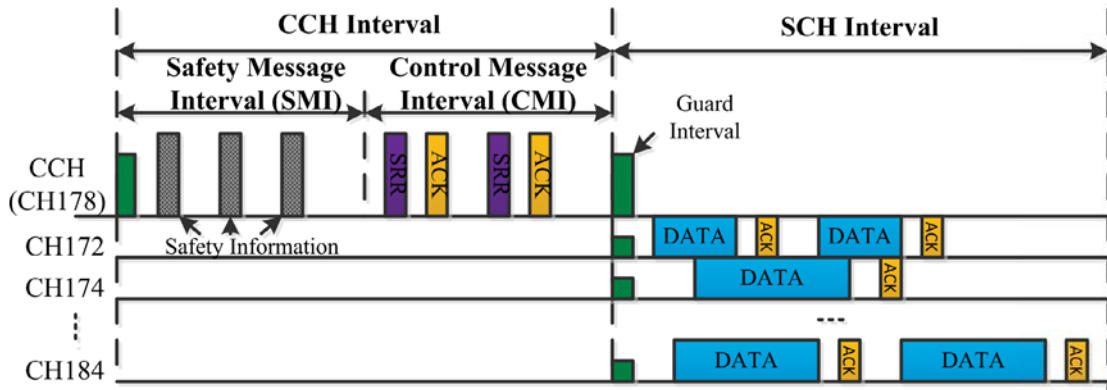 CCH Interval
SCH Interval
Safety Message
Interval (SMI)
Control Message
Interval (CMI)
Guard
Interval
CCH
(CH178)
SRR
ACK
SRR
ACK
Safety Information
CH172
DATA
ACK
DATA
ACK
CH174
DATA
ACK
CH184
DATA
ACK
DATA
ACK